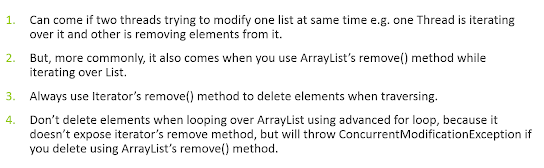 1. Can come if two threads trying to modify one list at same time e.g. one Thread is iterating
over it and other is removing elements from it.
2. But, more commonly, it also comes when you use ArrayList's remove() method while
iterating over List.
3. Always use Iterator's remove() method to delete elements when traversing.
4. Don't delete elements when looping over ArrayList using advanced for loop, because it
doesn't expose iterator's remove method, but will throw ConcurrentModificationException if
you delete using ArrayList's remove() method.